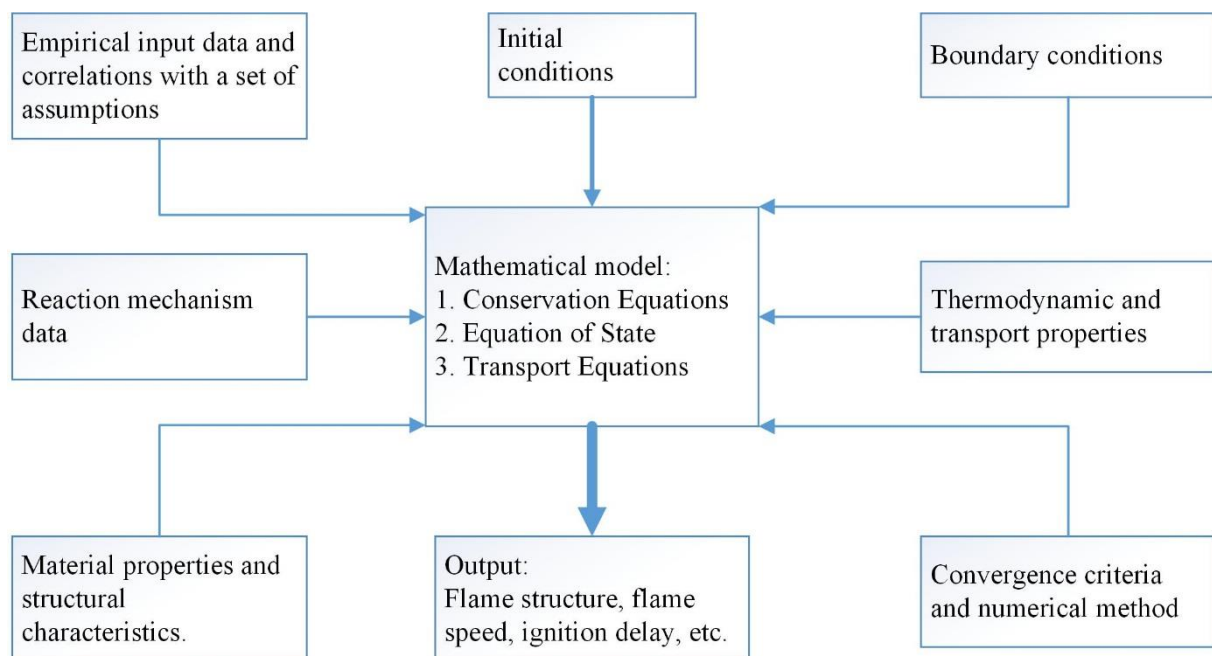 Empirical input data and
correlations with a set of
assumptions
Initial
conditions
Boundary conditions
Reaction mechanism
data
Mathematical model:
1. Conservation Equations
2. Equation of State
3. Transport Equations
Thermodynamic and
transport properties
Material properties and
structural
characteristics.
Output:
Flame structure, flame
speed, ignition delay, etc.
Convergence criteria
and numerical method